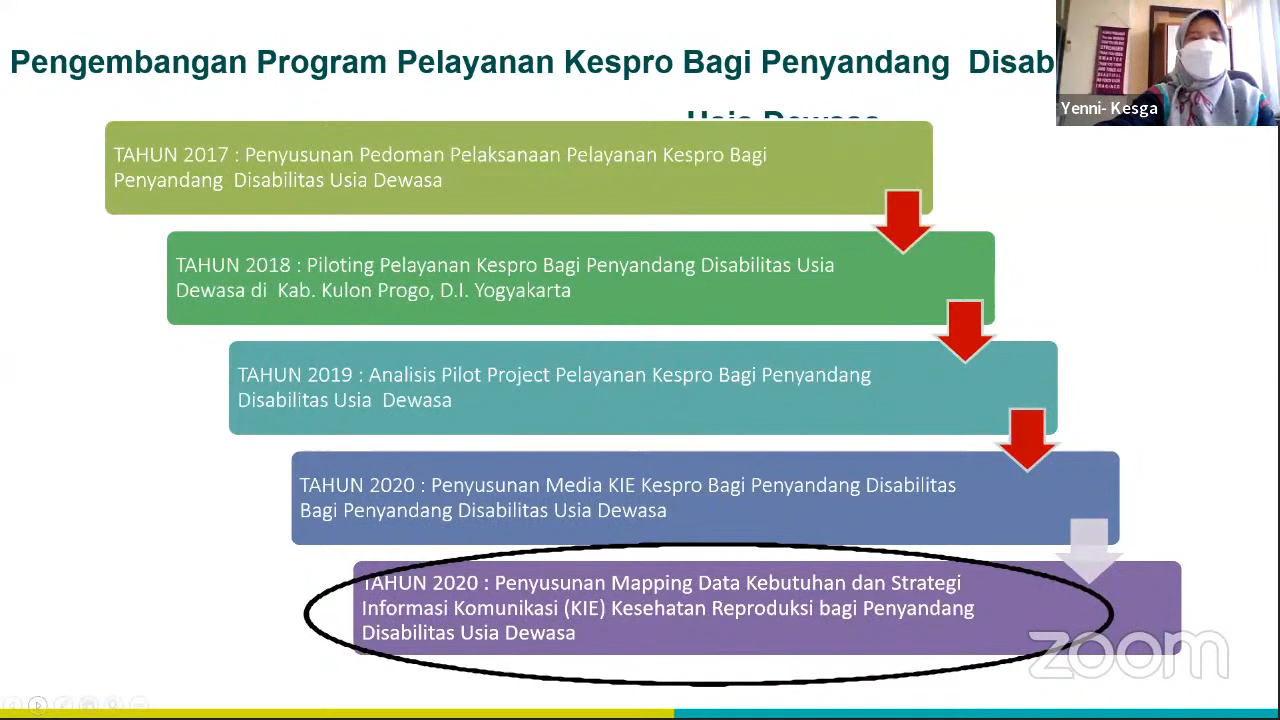 Pengembangan Program Pelayanan Kespro Bagi Penyandang Disab
Usia Dewasa
Yenni- Kesga
TAHUN 2017 : Penyusunan Pedoman Pelaksanaan Pelayanan Kespro Bagi
Penyandang Disabilitas Usia Dewasa
TAHUN 2018 : Piloting Pelayanan Kespro Bagi Penyandang Disabilitas Usia
Dewasa di Kab. Kulon Progo, D.I. Yogyakarta
TAHUN 2019 : Analisis Pilot Project Pelayanan Kespro Bagi Penyandang
Disabilitas Usia Dewasa
TAHUN 2020 : Penyusunan Media KIE Kespro Bagi Penyandang Disabilitas
Bagi Penyandang Disabilitas Usia Dewasa
TAHUN 2020 : Penyusunan Mapping Data Kebutuhan dan Strategi
Informasi Komunikasi (KIE) Kesehatan Reproduksi bagi Penyandang
Disabilitas Usia Dewasa
zoom